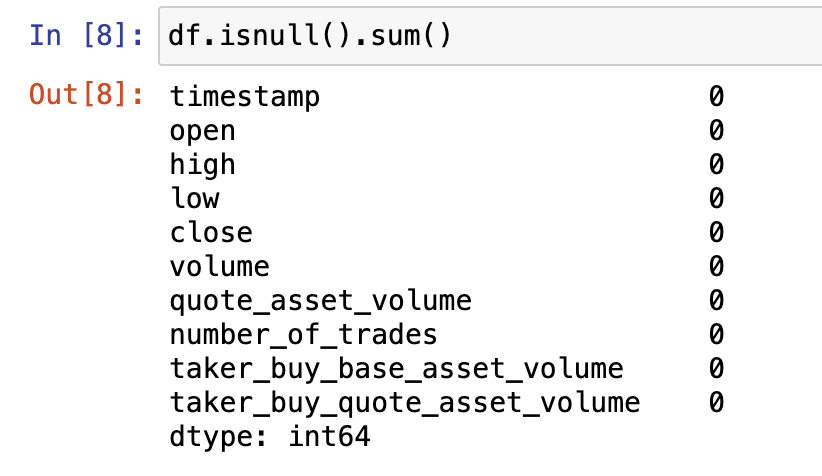 In [8]: df.isnull().sum()
Out[8]: timestamp 0
open 0
high 0
low 0
close 0
volume 0
quote_asset_volume 0
number_of_trades 0
taker_buy_base_asset_volume 0
taker_buy_quote_asset_volume 0
dtype: int64